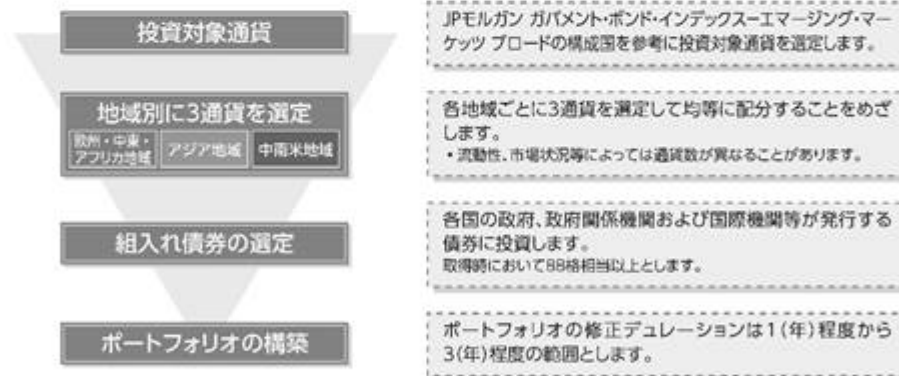 投資対象通貨
JPモルガン ガバメント・ボンド・インデックスーエマージング・マー
ケッツ ブロードの構成国を参考に投資対象通貨を選定します。
地域別に3通貨を選定
欧州・中東・
アフリカ地域
アジア地域
中南米地域
各地域ごとに3通貨を選定して均等に配分することをめざ
します。
・流動性、市場状況等によっては通貨数が異なることがあります。
組入れ債券の選定
各国の政府、政府関係機関および国際機関等が発行する
債券に投資します。
取得時においてBB格相当以上とします。
ポートフォリオの構築
ポートフォリオの修正デュレーションは1(年)程度から
3(年)程度の範囲とします。